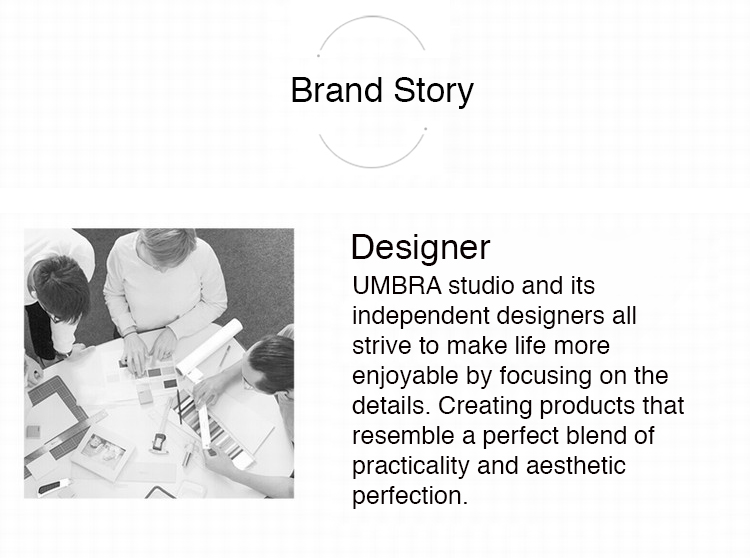 Brand Story
Designer
UMBRA studio and its
independent designers all
strive to make life more
enjoyable by focusing on the
details. Creating products that
resemble a perfect blend of
practicality and aesthetic
perfection.